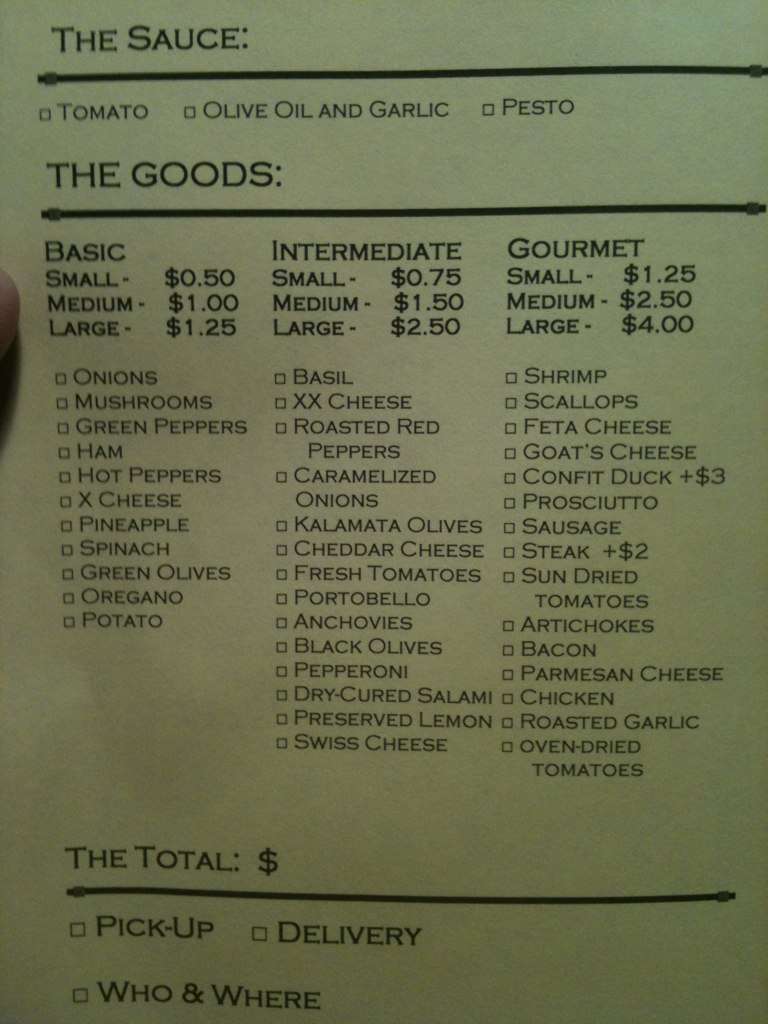 The Sauce:
□ Tomato □ Olive Oil and Garlic □ Pesto
THE GOODS:
Basic Intermediate Gourmet
Small - $0.50 Small - $0.75 Small - $1.25
Medium - $1.00 Medium - $1.50 Medium - $2.50
Large - $1.25 Large - $2.50 Large - $4.00
□ Onions □ Basil □ Shrimp
□ Mushrooms □ XX Cheese □ Scallops
□ Green Peppers □ Roasted Red □ Feta Cheese
□ Ham Peppers □ Goat's Cheese
□ Hot Peppers □ Caramelized □ Confit Duck +$3
□ X Cheese Onions □ Prosciutto
□ Pineapple □ Kalamata Olives □ Sausage
□ Spinach □ Cheddar Cheese □ Steak +$2
□ Green Olives □ Fresh Tomatoes □ Sun Dried
□ Oregano □ Portobello tomatoes
□ Potato □ Anchovies □ Artichokes
□ Black Olives □ Bacon
□ Pepperoni □ Parmesan Cheese
□ Dry-Cured Salami □ Chicken
□ Preserved Lemon □ Roasted Garlic
□ Swiss Cheese □ oven-dried
tomatoes
The Total: $
□ Pick-Up □ Delivery
□ Who & Where